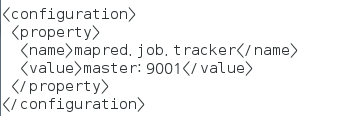 <configuration>
<property>
<name>mapred.job.tracker</name>
<value>master:9001</value>
</property>
</configuration>